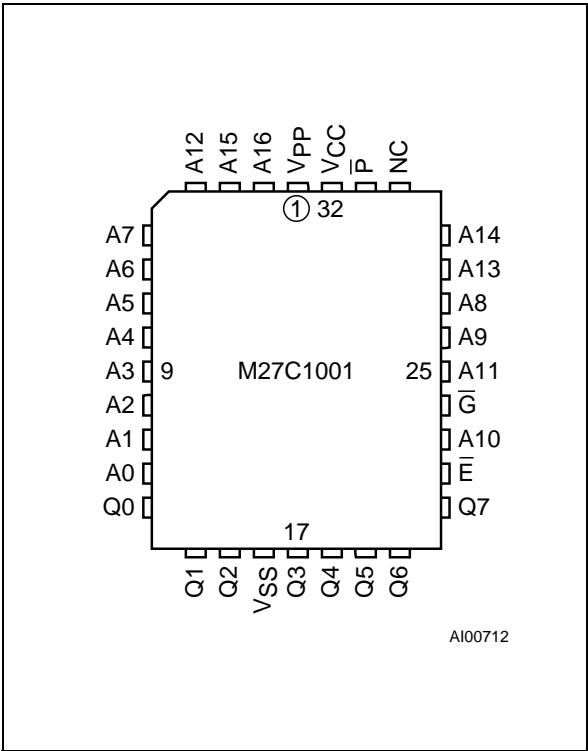 A12 A15 A16 VPP VCC P̅ NC
① 32
A7 A14
A6 A13
A5 A8
A4 A9
A3 9 M27C1001 25 A11
A2 G̅
A1 A10
A0 E̅
Q0 Q7
17
Q1 Q2 VSS Q3 Q4 Q5 Q6
AI00712